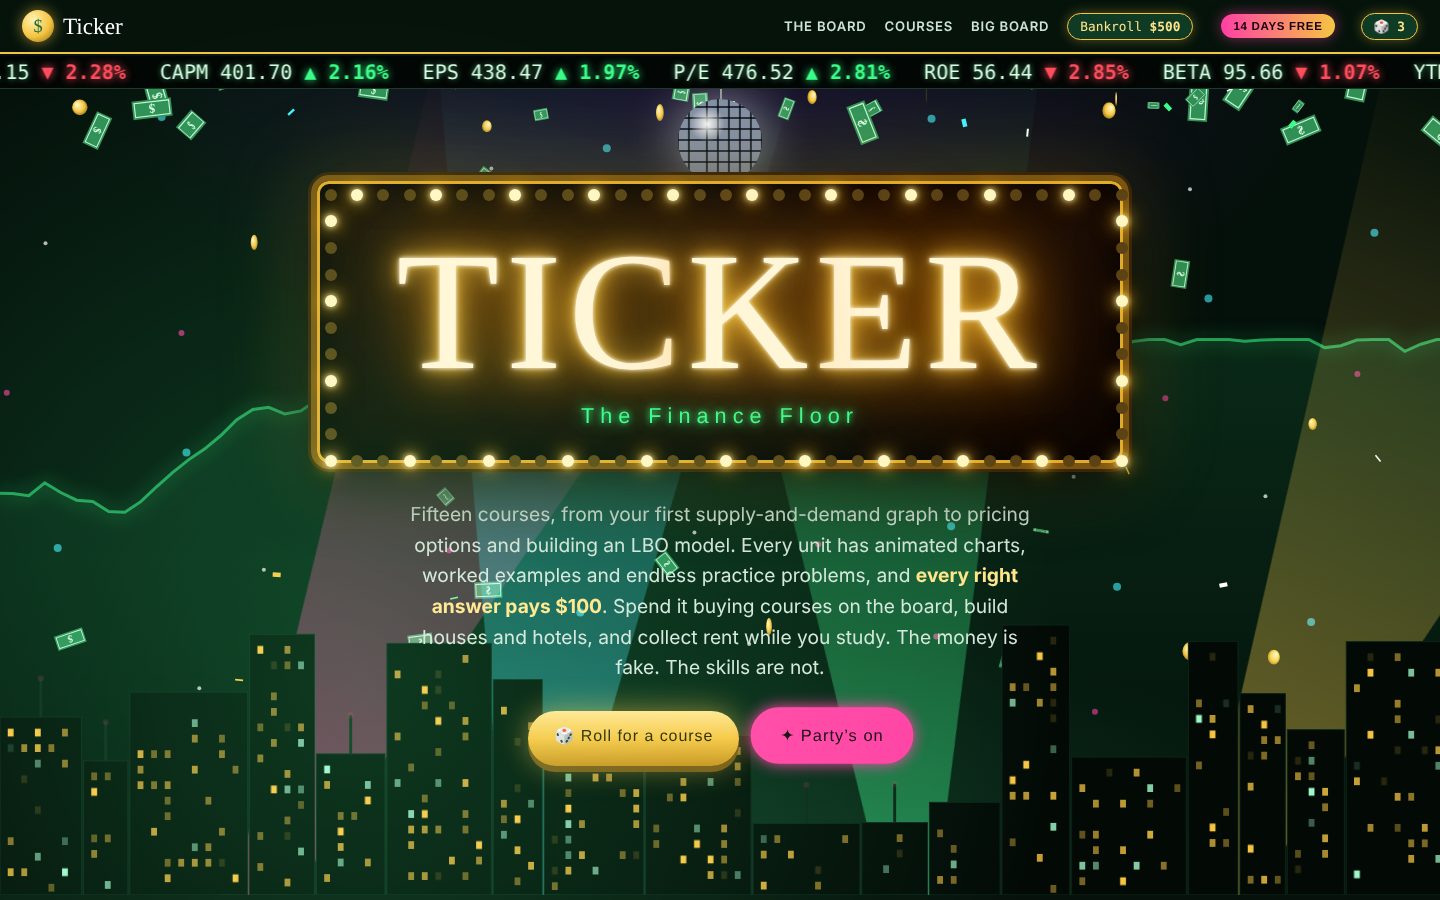 $ Ticker
THE BOARD COURSES BIG BOARD Bankroll $500 14 DAYS FREE 🎲 3
.15 ▼ 2.28% CAPM 401.70 ▲ 2.16% EPS 438.47 ▲ 1.97% P/E 476.52 ▲ 2.81% ROE 56.44 ▼ 2.85% BETA 95.66 ▼ 1.07%
TICKER
The Finance Floor
Fifteen courses, from your first supply-and-demand graph to pricing
options and building an LBO model. Every unit has animated charts,
worked examples and endless practice problems, and every right
answer pays $100. Spend it buying courses on the board, build
houses and hotels, and collect rent while you study. The money is
fake. The skills are not.
🎲 Roll for a course
✦ Party's on